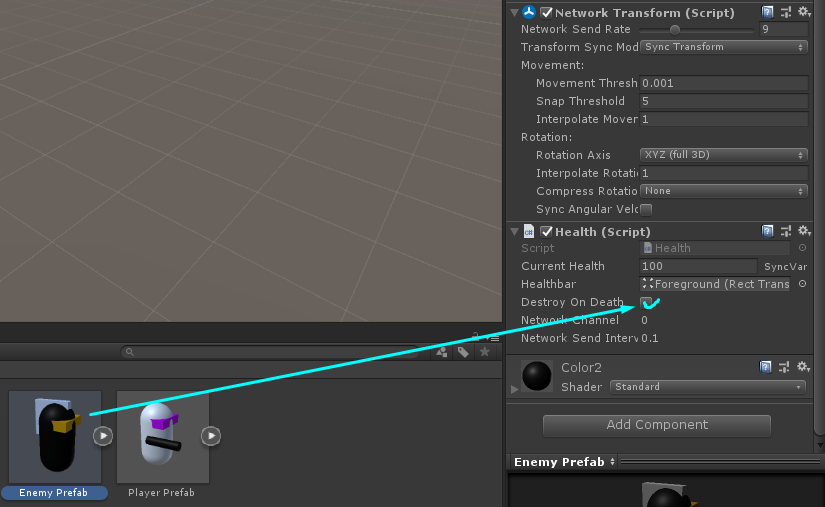 Network Transform (Script)
Network Send Rate 9
Transform Sync Mod Sync Transform
Movement:
Movement Thresh 0.001
Snap Threshold 5
Interpolate Mover 1
Rotation:
Rotation Axis XYZ (full 3D)
Interpolate Rotati 1
Compress Rotatio None
Sync Angular Velc
Health (Script)
Script Health
Current Health 100 SyncVar
Healthbar Foreground (Rect Trans
Destroy On Death
Network Channel 0
Network Send Interv 0.1
Color2
Shader Standard
Add Component
Enemy Prefab
Enemy Prefab
Player Prefab